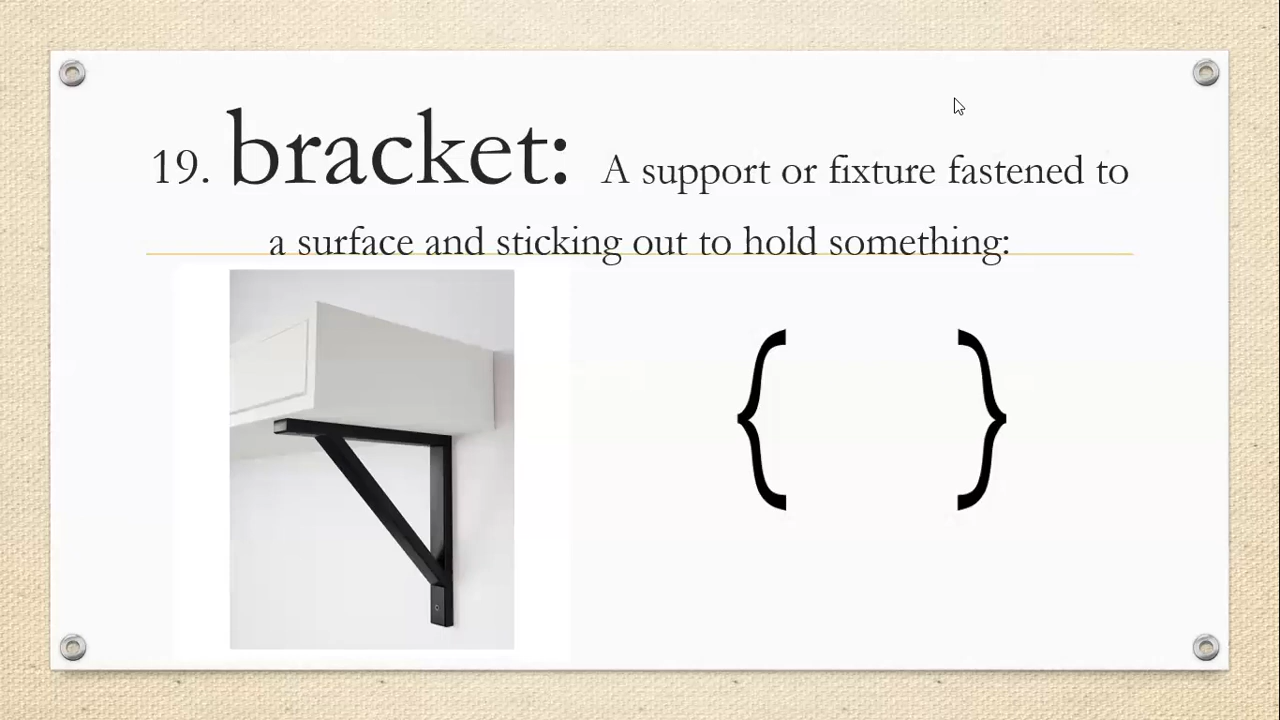 19. bracket: A support or fixture fastened to
a surface and sticking out to hold something:
{ }